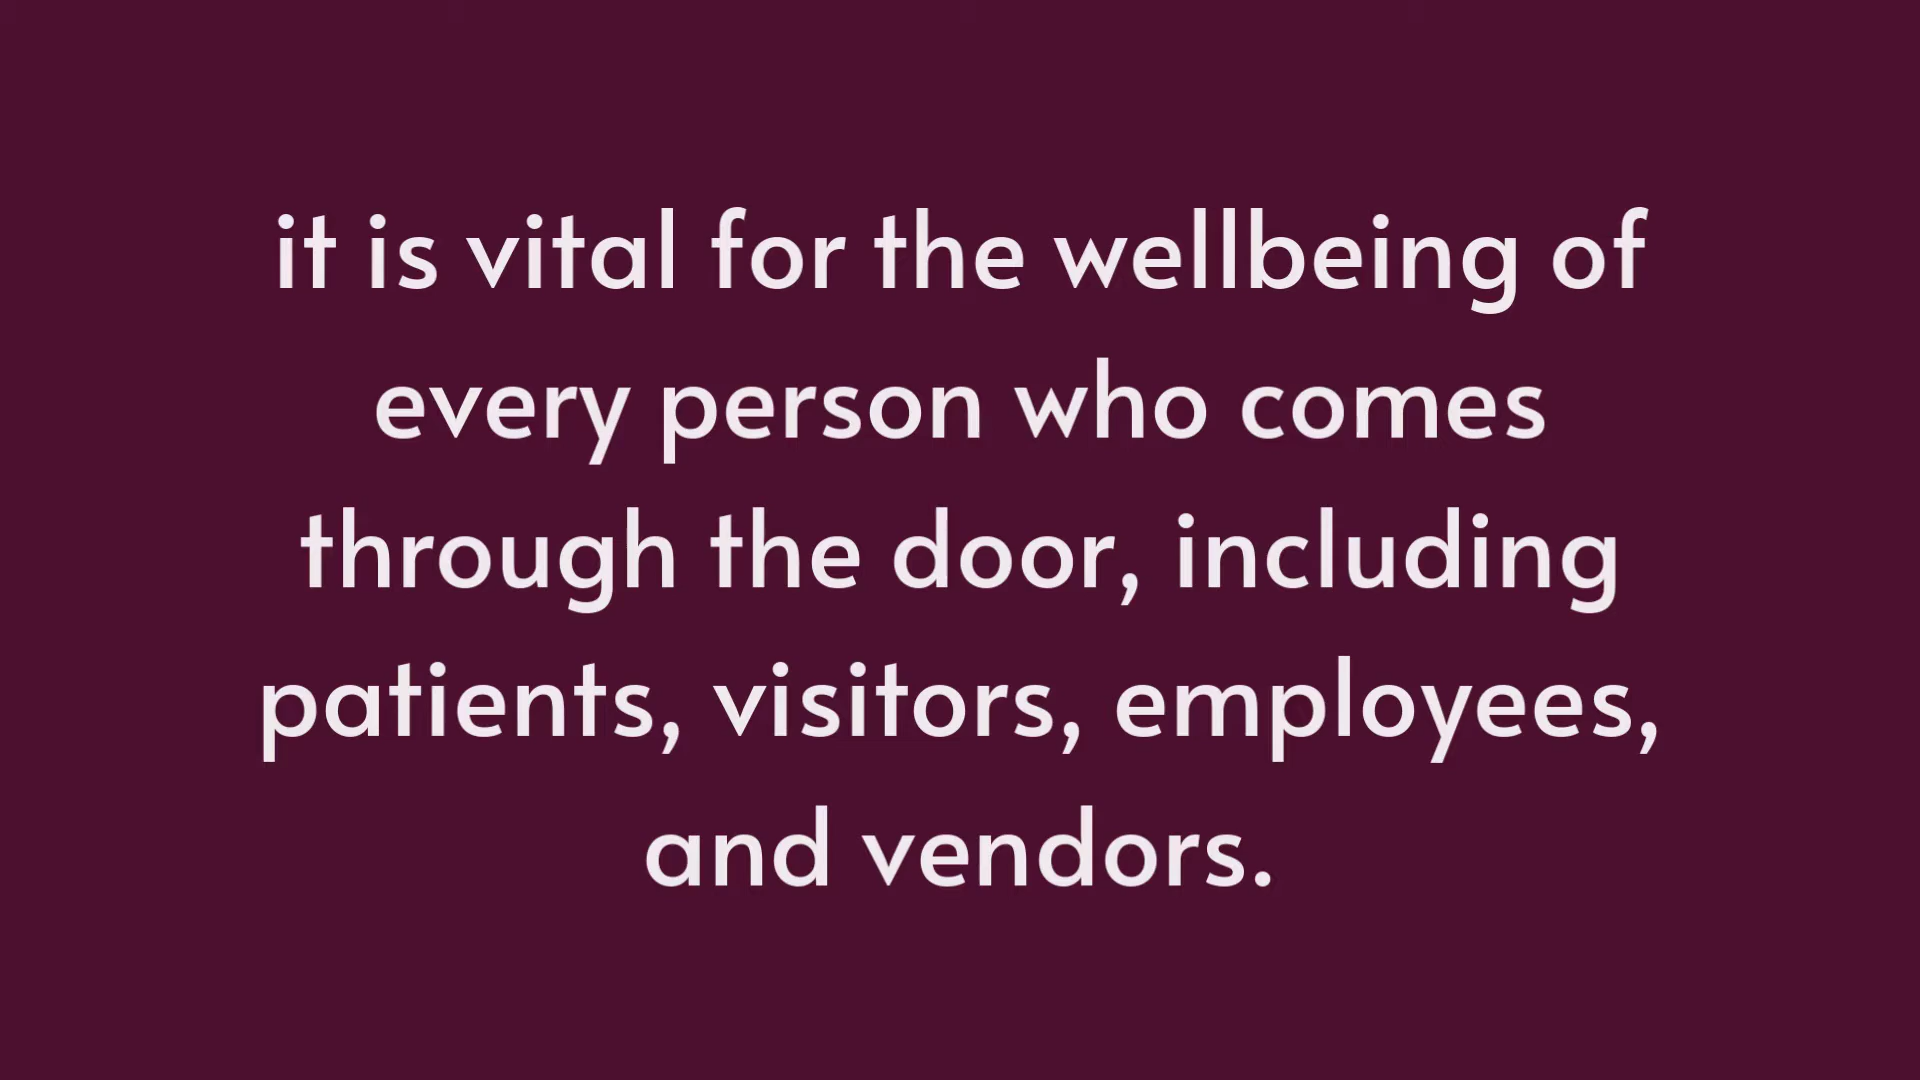 it is vital for the wellbeing of
every person who comes
through the door, including
patients, visitors, employees,
and vendors.